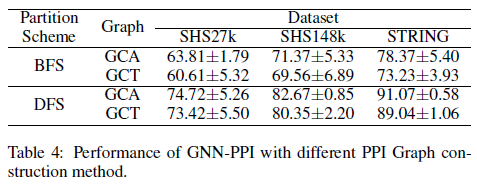 Partition Scheme Graph Dataset
SHS27k SHS148k STRING
BFS GCA 63.81±1.79 71.37±5.33 78.37±5.40
GCT 60.61±5.32 69.56±6.89 73.23±3.93
DFS GCA 74.72±5.26 82.67±0.85 91.07±0.58
GCT 73.42±5.50 80.35±2.20 89.04±1.06
Table 4: Performance of GNN-PPI with different PPI Graph con-
struction method.